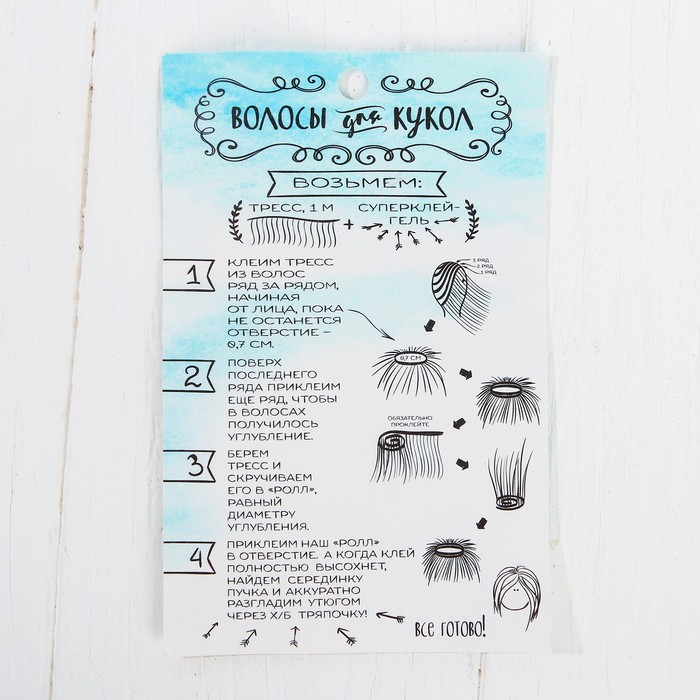 ВОЛОСЫ для КУКОЛ
ВОЗЬМЕМ:
ТРЕСС, 1 М + СУПЕРКЛЕЙ-
ГЕЛЬ
1
КЛЕИМ ТРЕСС
ИЗ ВОЛОС
РЯД ЗА РЯДОМ,
НАЧИНАЯ
ОТ ЛИЦА, ПОКА
НЕ ОСТАНЕТСЯ
ОТВЕРСТИЕ –
0,7 СМ.
1 РЯД
2 РЯД
1 РЯД
0,7 СМ
2
ПОВЕРХ
ПОСЛЕДНЕГО
РЯДА ПРИКЛЕИМ
ЕЩЕ РЯД, ЧТОБЫ
В ВОЛОСАХ
ПОЛУЧИЛОСЬ
УГЛУБЛЕНИЕ.
ОБЯЗАТЕЛЬНО
ПРОКЛЕЙТЕ
3
БЕРЕМ
ТРЕСС И
СКРУЧИВАЕМ
ЕГО В «РОЛЛ»,
РАВНЫЙ
ДИАМЕТРУ
УГЛУБЛЕНИЯ.
4
ПРИКЛЕИМ НАШ «РОЛЛ»
В ОТВЕРСТИЕ. А КОГДА КЛЕЙ
ПОЛНОСТЬЮ ВЫСОХНЕТ,
НАЙДЕМ СЕРЕДИНКУ
ПУЧКА И АККУРАТНО
РАЗГЛАДИМ УТЮГОМ
ЧЕРЕЗ Х/Б ТРЯПОЧКУ!
ВСЕ ГОТОВО!